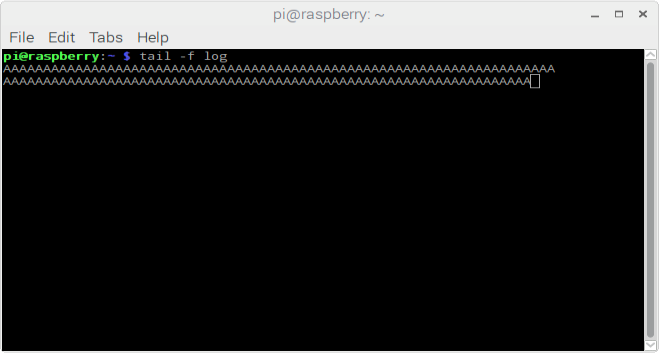 pi@raspberry: ~
File Edit Tabs Help
pi@raspberry:~ $ tail -f log
AAAAAAAAAAAAAAAAAAAAAAAAAAAAAAAAAAAAAAAAAAAAAAAAAAAAAAAAAAAAAAAAAAAAA
AAAAAAAAAAAAAAAAAAAAAAAAAAAAAAAAAAAAAAAAAAAAAAAAAAAAAAAAAAAAAAAAAA